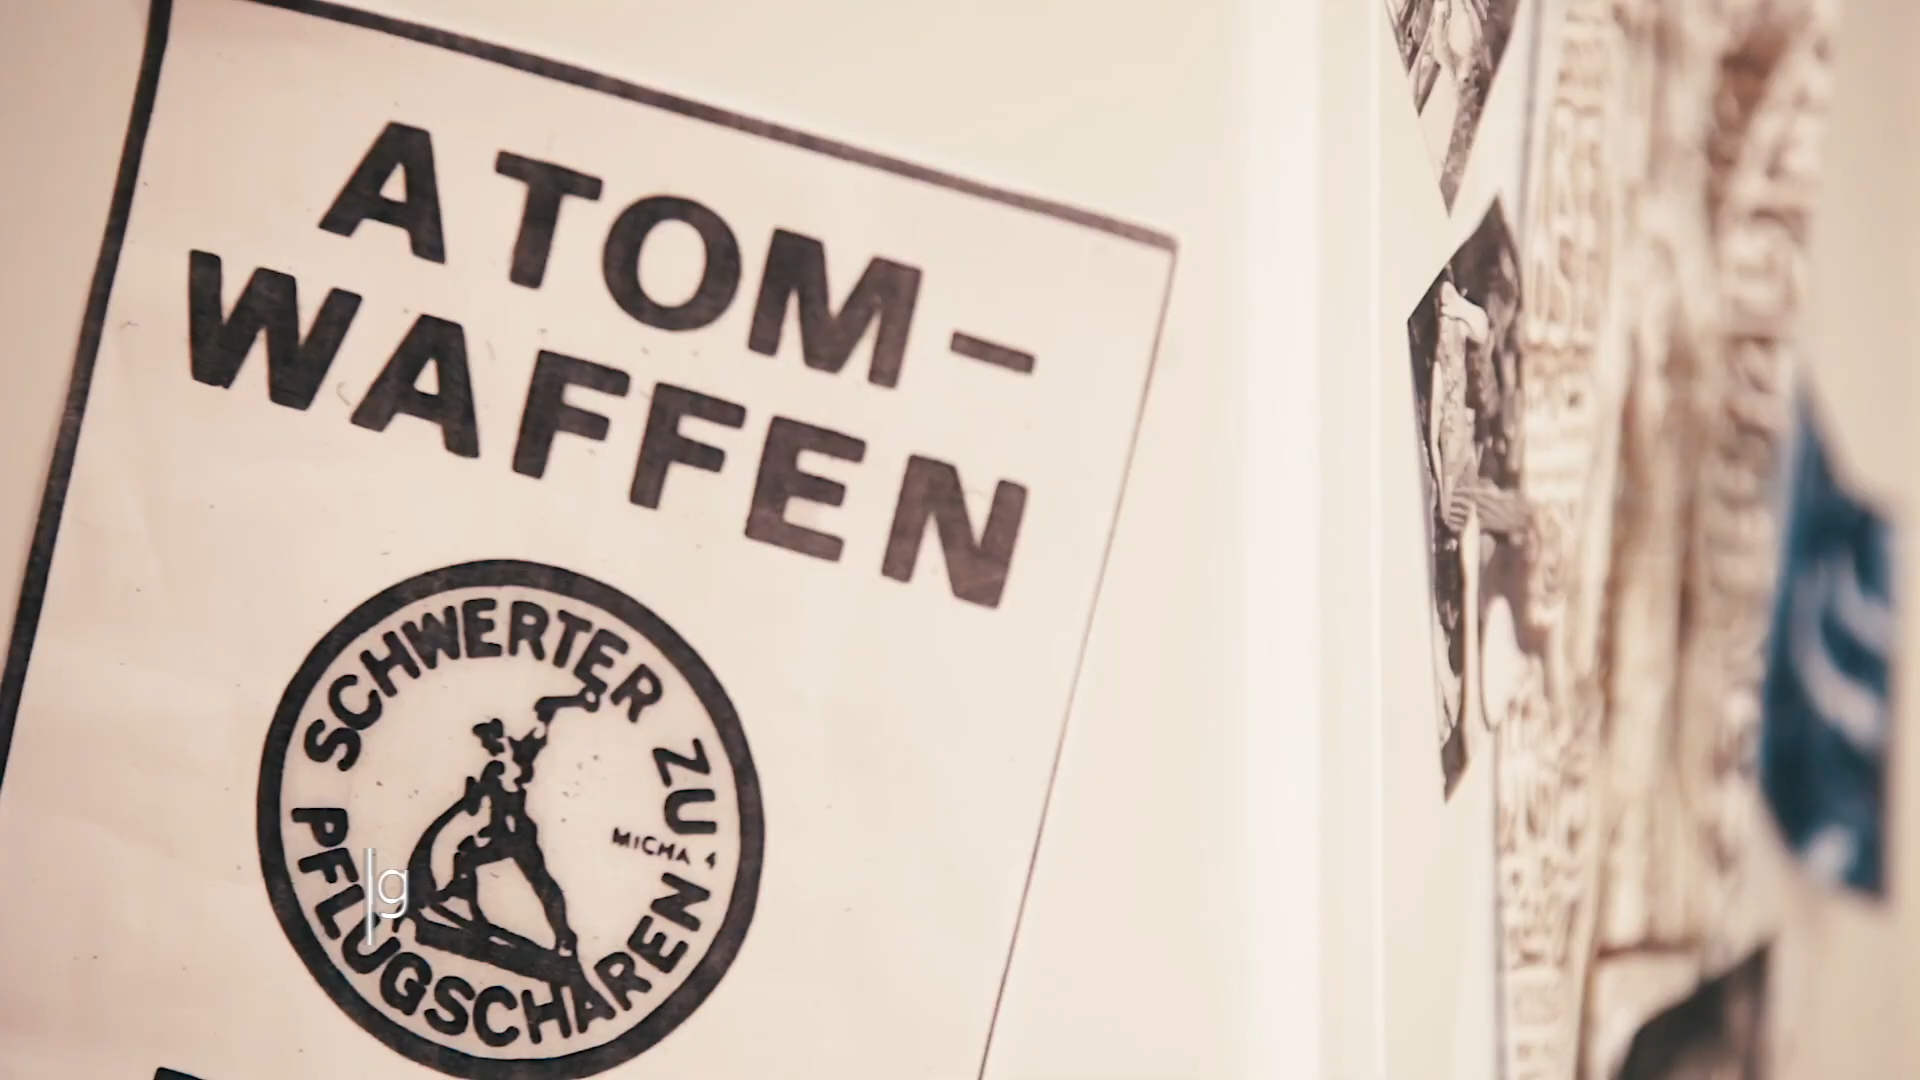 ATOM-
WAFFEN
SCHWERTER ZU
PFLUGSCHAREN
MICHA 4
g